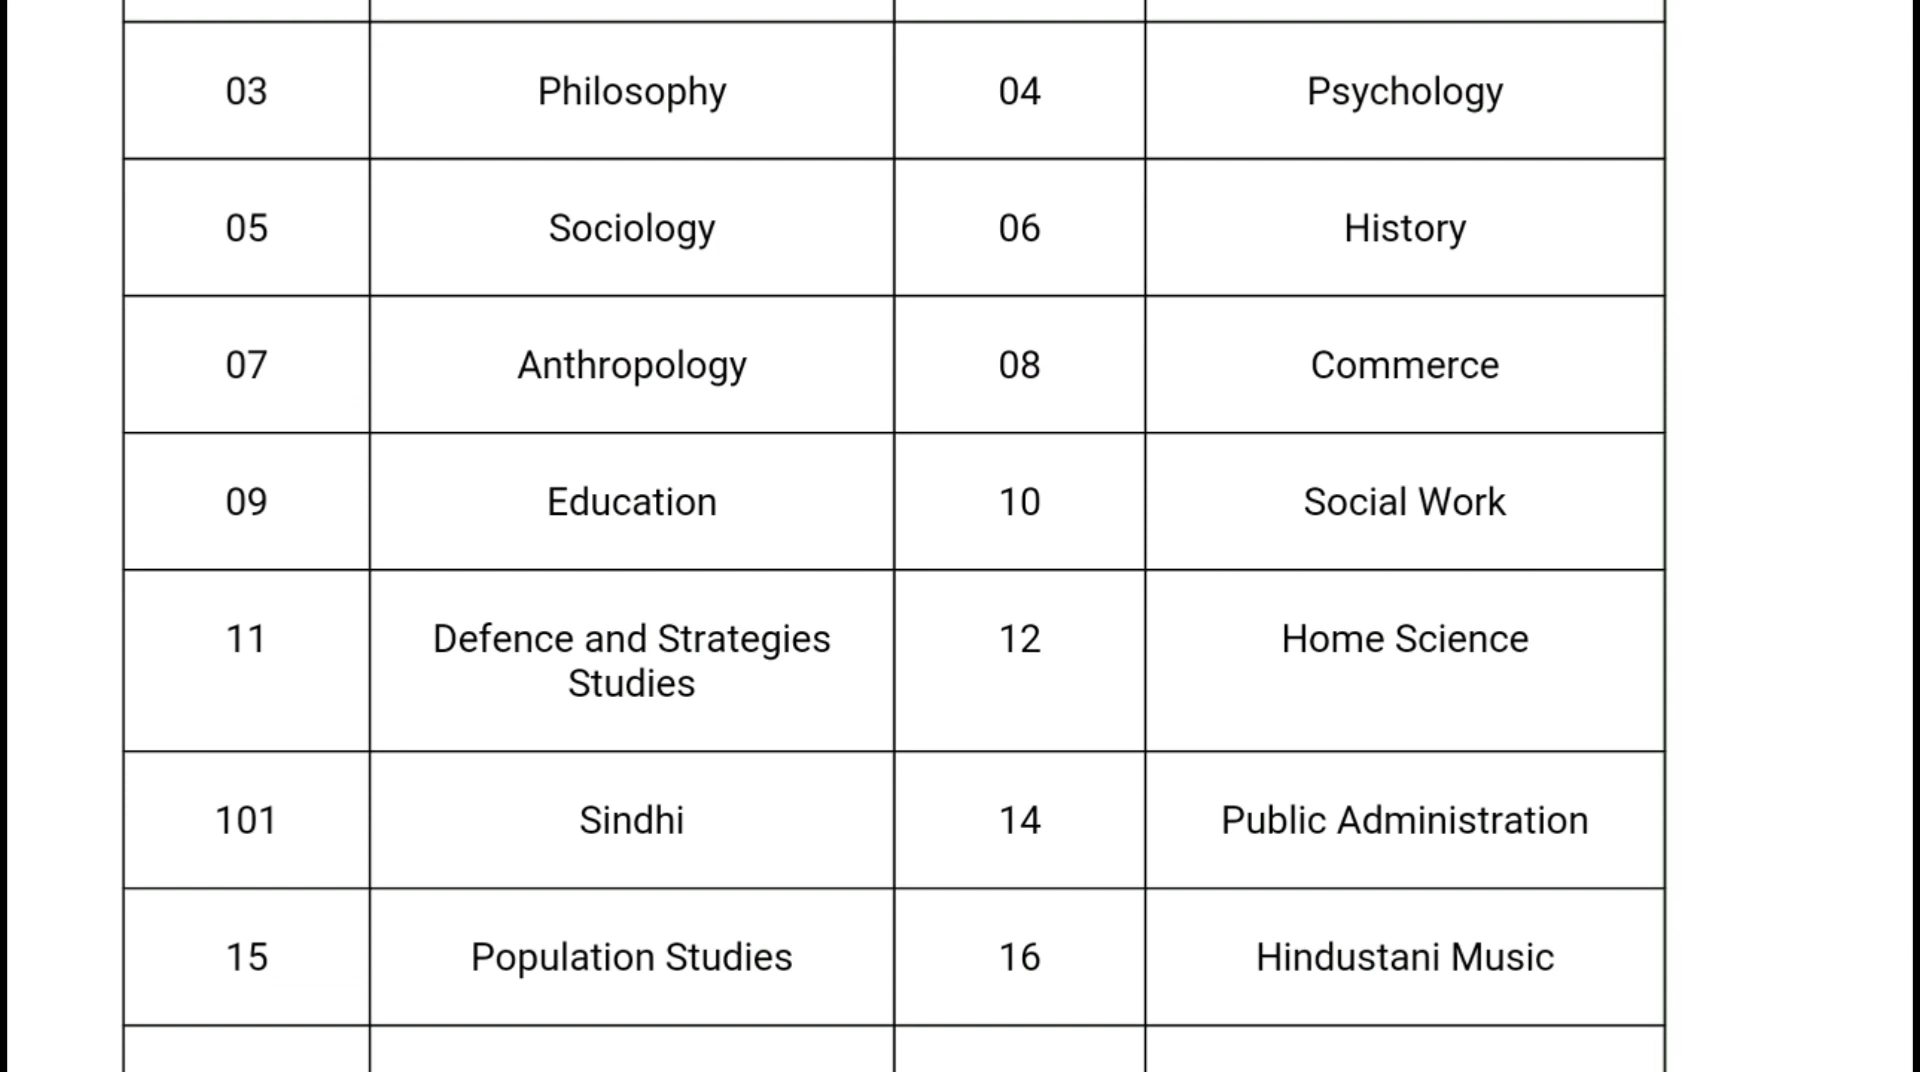 03 Philosophy 04 Psychology
05 Sociology 06 History
07 Anthropology 08 Commerce
09 Education 10 Social Work
11 Defence and Strategies 12 Home Science
Studies
101 Sindhi 14 Public Administration
15 Population Studies 16 Hindustani Music